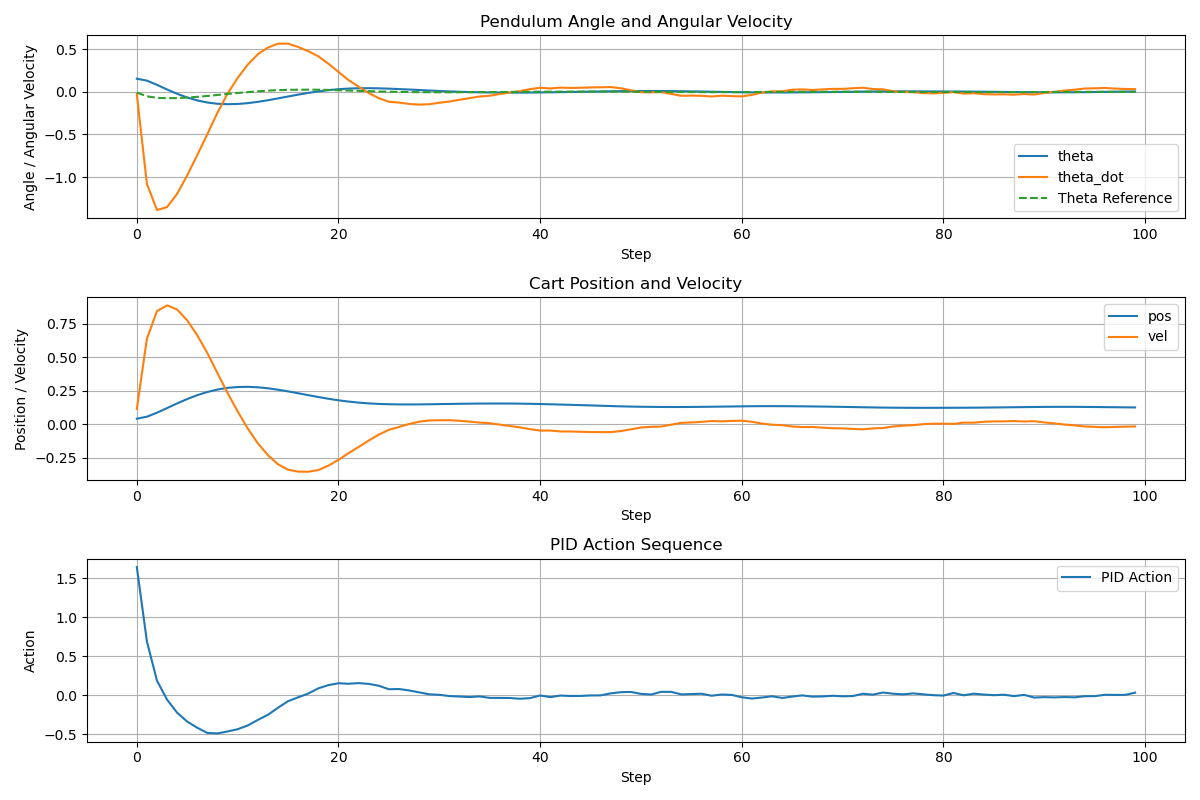 Pendulum Angle and Angular Velocity
Angle / Angular Velocity
0.5
0.0
−0.5
−1.0
theta
theta_dot
Theta Reference
0 20 40 60 80 100
Step
Cart Position and Velocity
Position / Velocity
0.75
0.50
0.25
0.00
−0.25
pos
vel
0 20 40 60 80 100
Step
PID Action Sequence
Action
1.5
1.0
0.5
0.0
−0.5
PID Action
0 20 40 60 80 100
Step